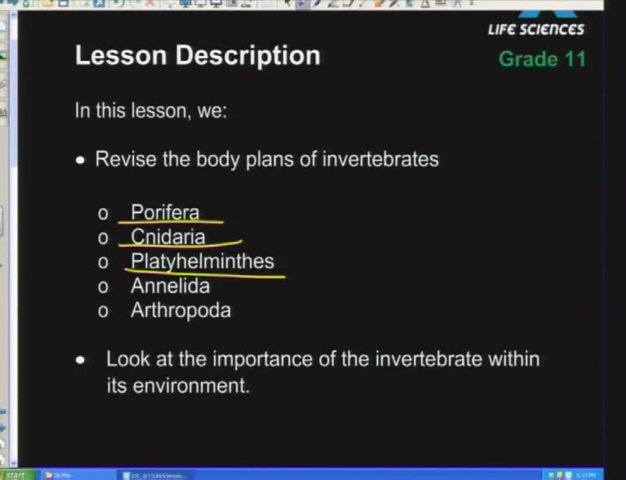 LIFE SCIENCES
Lesson Description
Grade 11
In this lesson, we:
• Revise the body plans of invertebrates
o Porifera
o Cnidaria
o Platyhelminthes
o Annelida
o Arthropoda
• Look at the importance of the invertebrate within
its environment.
start